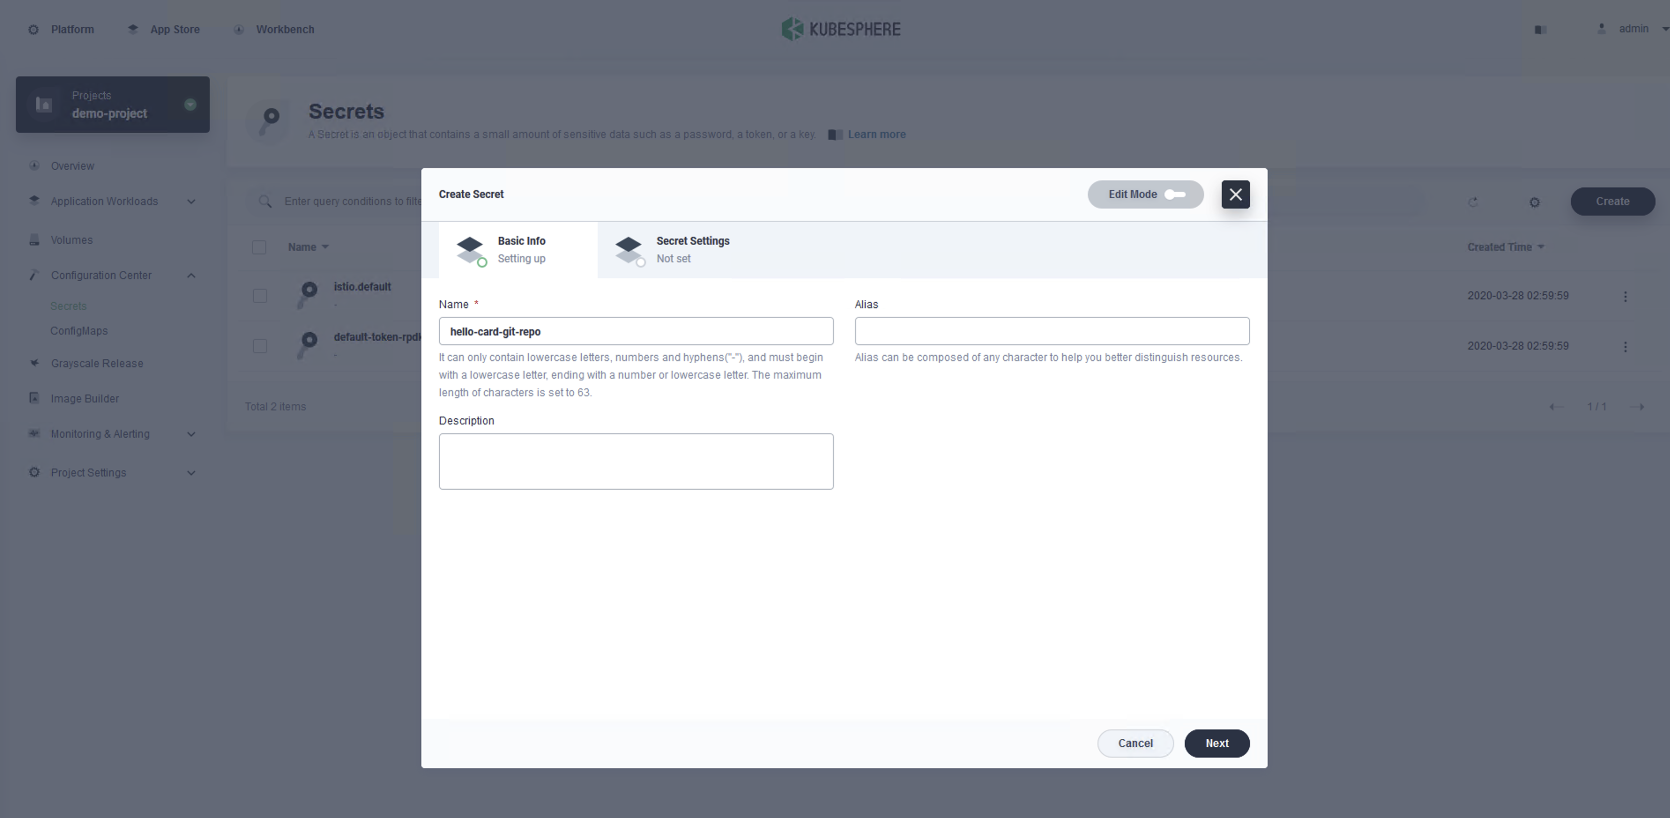 Platform
App Store
Workbench
KUBESPHERE
admin
Projects
demo-project
Overview
Application Workloads
Volumes
Configuration Center
Secrets
ConfigMaps
Grayscale Release
Image Builder
Monitoring & Alerting
Project Settings
Secrets
A Secret is an object that contains a small amount of sensitive data such as a password, a token, or a key.
Learn more
Enter query conditions to filte
Create
Name
Created Time
istio.default
-
2020-03-28 02:59:59
default-token-rpd
-
2020-03-28 02:59:59
Total 2 items
1 / 1
Create Secret
Edit Mode
Basic Info
Setting up
Secret Settings
Not set
Name *
hello-card-git-repo
It can only contain lowercase letters, numbers and hyphens("-"), and must begin
with a lowercase letter, ending with a number or lowercase letter. The maximum
length of characters is set to 63.
Alias
Alias can be composed of any character to help you better distinguish resources.
Description
Cancel
Next